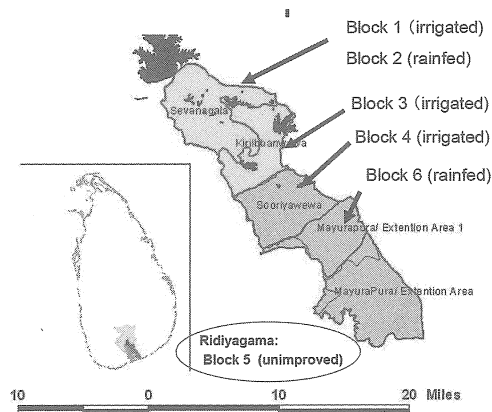 Block 1 (irrigated)
Block 2 (rainfed)
Block 3 (irrigated)
Block 4 (irrigated)
Block 6 (rainfed)
Sevanagala
Sooriyawewa
Mayurapura/ Extention Area 1
MayuraPura/ Extention Area
Ridiyagama:
Block 5 (unimproved)
10 0 10 20 Miles